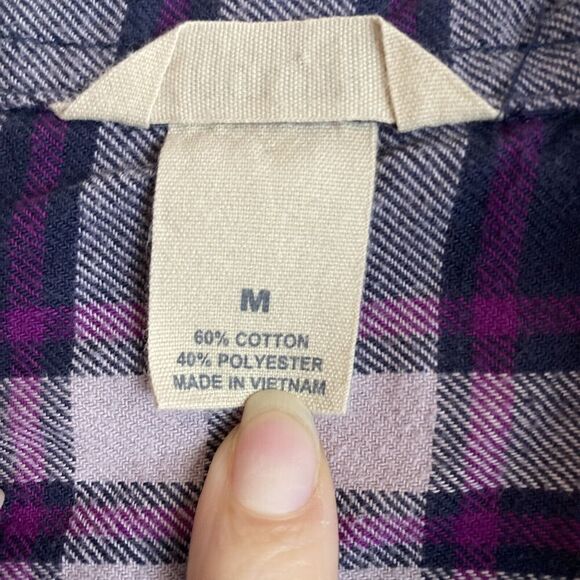 M
60% COTTON
40% POLYESTER
MADE IN VIETNAM